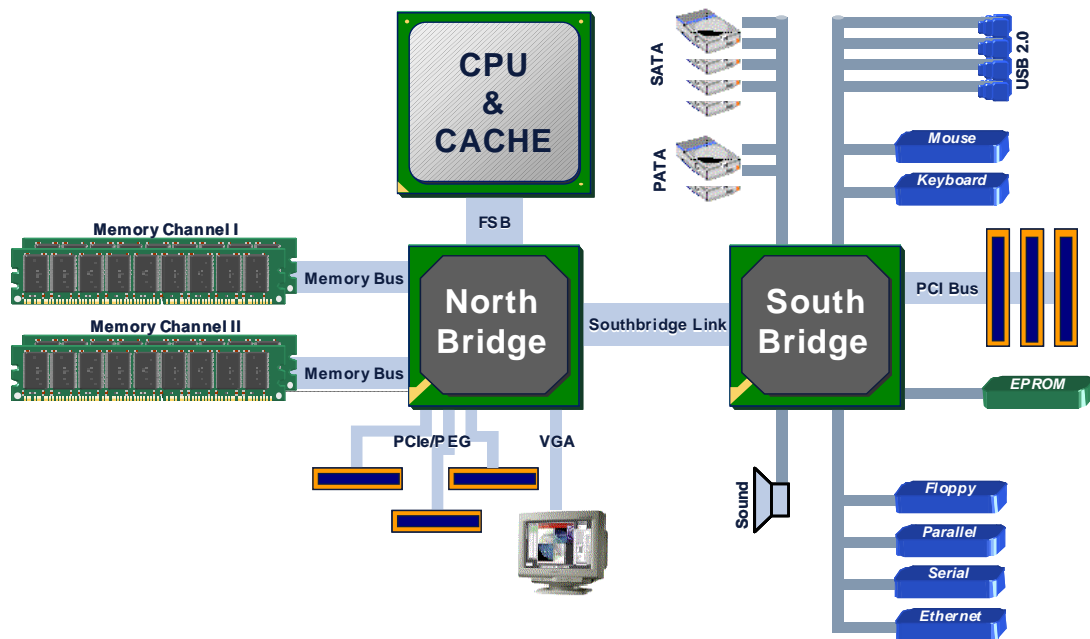 CPU
&
CACHE
SATA
PATA
USB 2.0
Mouse
Keyboard
FSB
Memory Channel I
Memory Bus
North
Bridge
Southbridge Link
South
Bridge
PCI Bus
Memory Channel II
Memory Bus
EPROM
PCIe/PEG
VGA
Sound
Floppy
Parallel
Serial
Ethernet